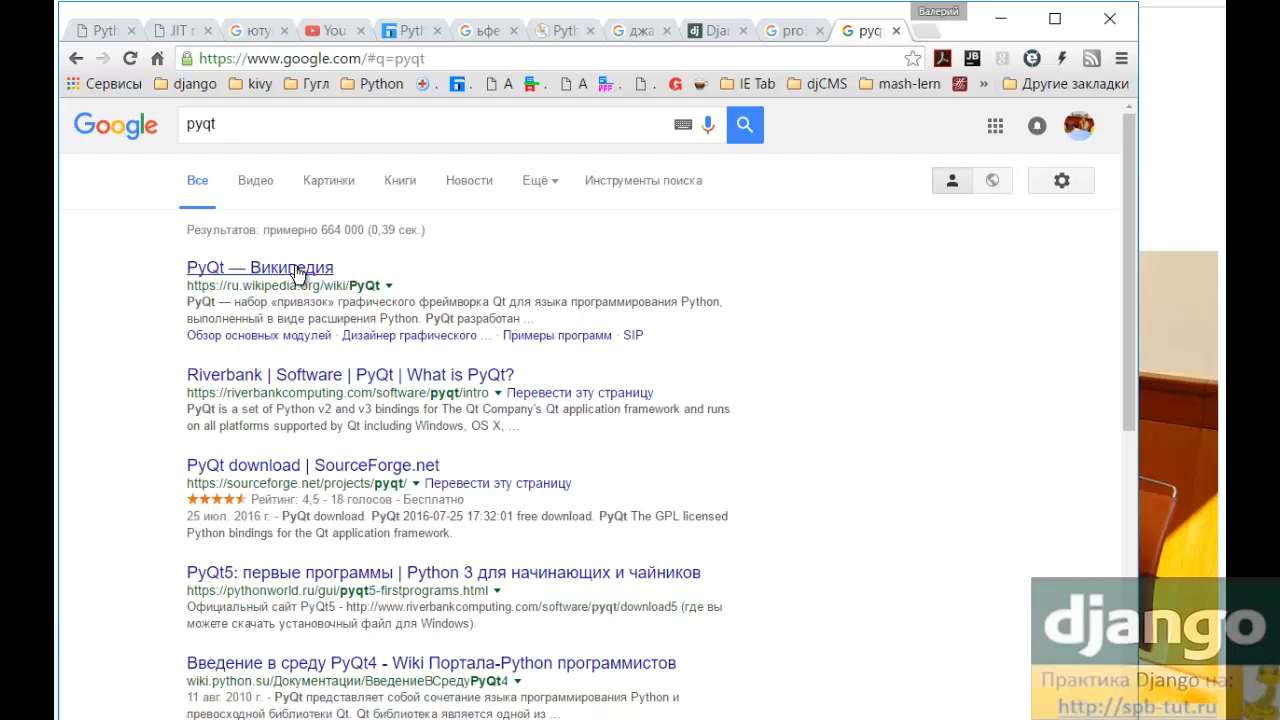 Валерий
Pyth
JIT п
юту
You
Pyth
ьфе
Pyth
джа
Djar
pro:
pyq
https://www.google.com/#q=pyqt
Сервисы
django
kivy
Гугл
Python
A
A
IE Tab
djCMS
mash-lern
»
Другие закладки
Google
pyqt
Все
Видео
Картинки
Книги
Новости
Ещё
Инструменты поиска
Результатов: примерно 664 000 (0,39 сек.)
PyQt — Википедия
https://ru.wikipedia.org/wiki/PyQt
PyQt — набор «привязок» графического фреймворка Qt для языка программирования Python,
выполненный в виде расширения Python. PyQt разработан ...
Обзор основных модулей · Дизайнер графического ... · Примеры программ · SIP
Riverbank | Software | PyQt | What is PyQt?
https://riverbankcomputing.com/software/pyqt/intro Перевести эту страницу
PyQt is a set of Python v2 and v3 bindings for The Qt Company's Qt application framework and runs
on all platforms supported by Qt including Windows, OS X, ...
PyQt download | SourceForge.net
https://sourceforge.net/projects/pyqt/ Перевести эту страницу
Рейтинг: 4,5 - 18 голосов - Бесплатно
25 июл. 2016 г. - PyQt download. PyQt 2016-07-25 17:32:01 free download. PyQt The GPL licensed
Python bindings for the Qt application framework.
PyQt5: первые программы | Python 3 для начинающих и чайников
https://pythonworld.ru/gui/pyqt5-firstprograms.html
Официальный сайт PyQt5 - http://www.riverbankcomputing.com/software/pyqt/download5 (где вы
можете скачать установочный файл для Windows).
Введение в среду PyQt4 - Wiki Портала-Python программистов
wiki.python.su/Документации/ВведениеВСредуPyQt4
11 авг. 2010 г. - PyQt представляет собой сочетание языка программирования Python и
превосходной библиотеки Qt. Qt библиотека является одной из ...
django
Практика Django на:
http://spb-tut.ru